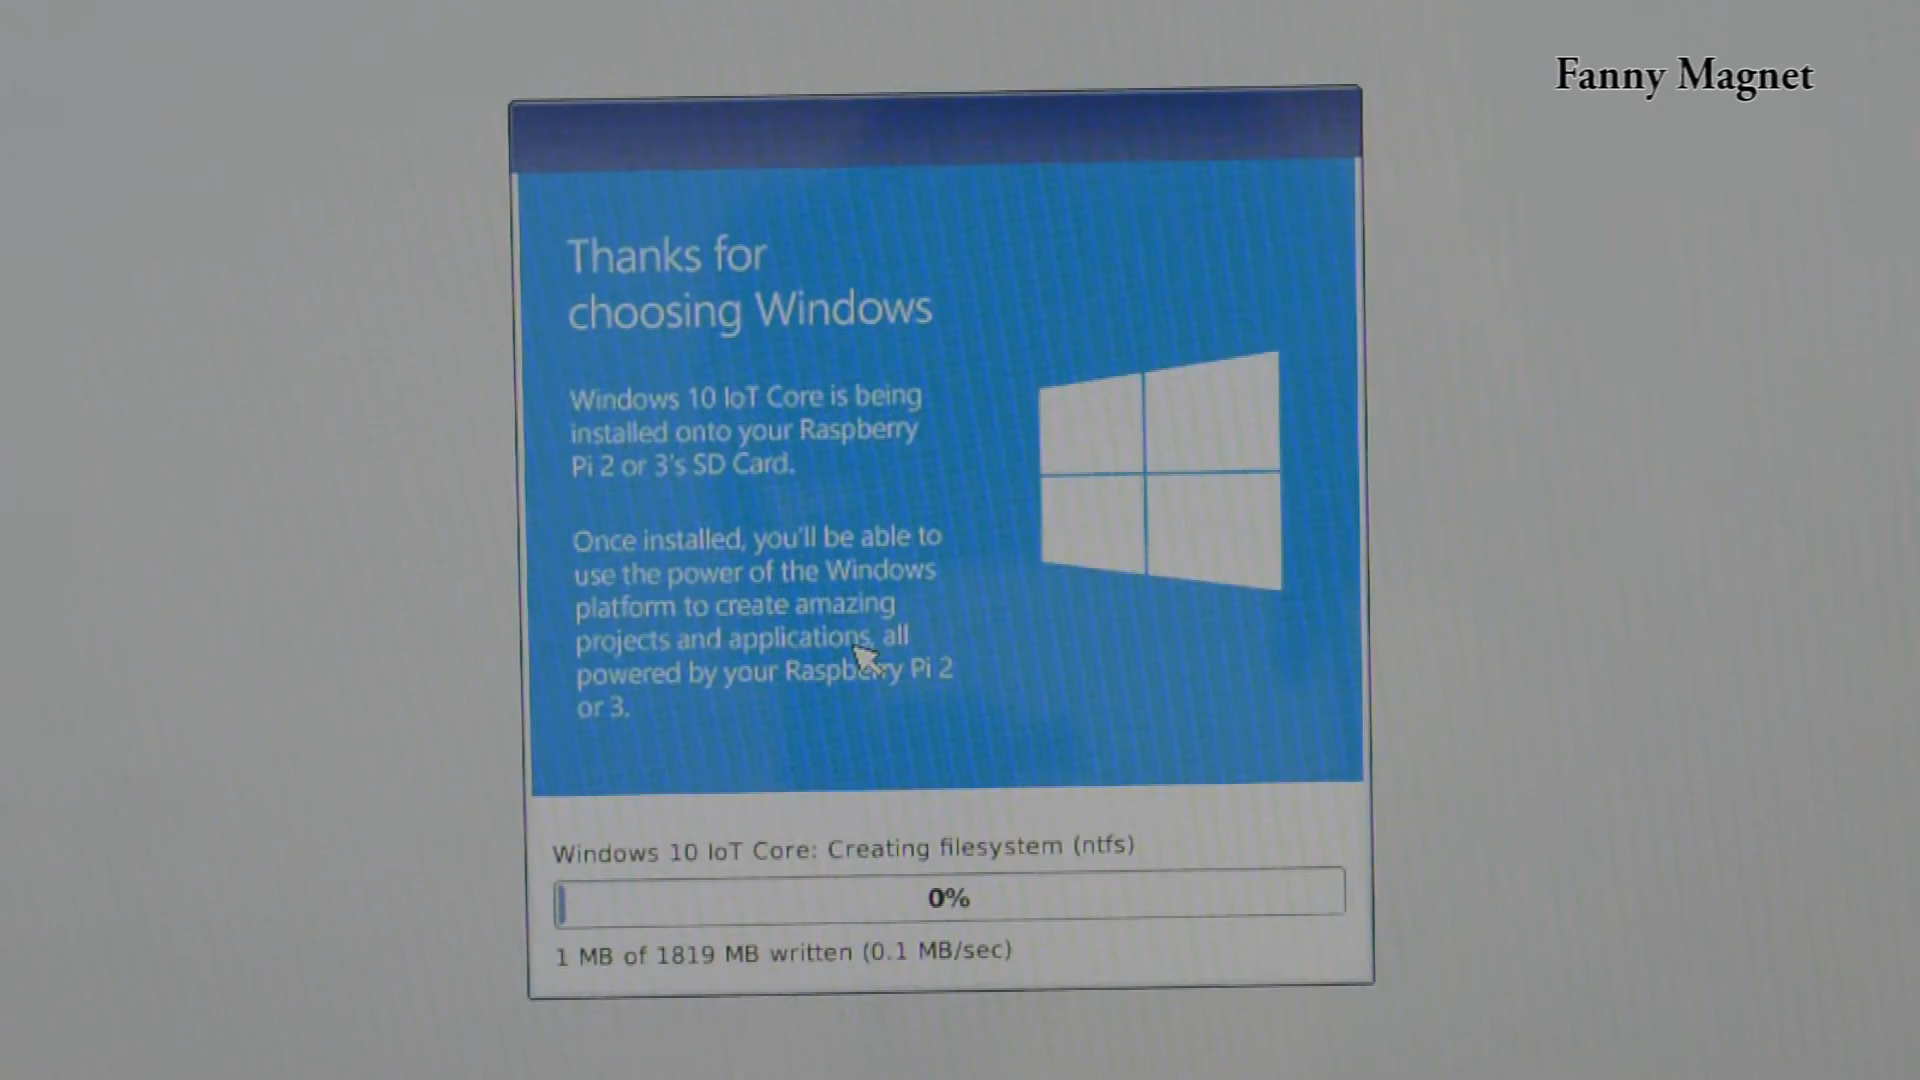 Fanny Magnet
Thanks for
choosing Windows
Windows 10 IoT Core is being
installed onto your Raspberry
Pi 2 or 3's SD Card.
Once installed, you'll be able to
use the power of the Windows
platform to create amazing
projects and applications, all
powered by your Raspberry Pi 2
or 3.
Windows 10 IoT Core: Creating filesystem (ntfs)
0%
1 MB of 1819 MB written (0.1 MB/sec)